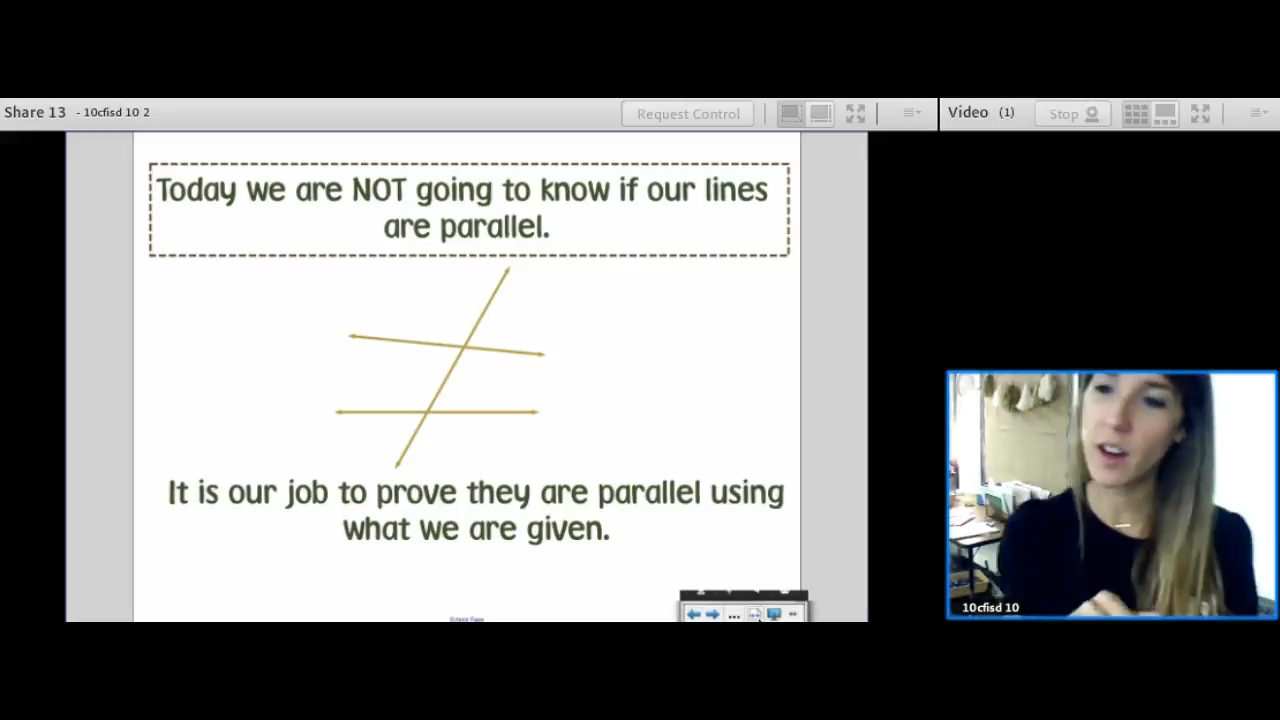 Share 13 - 10cfisd 10 2
Request Control
Video (1)
Stop
Today we are NOT going to know if our lines
are parallel.
It is our job to prove they are parallel using
what we are given.
Extend Page
10cfisd 10